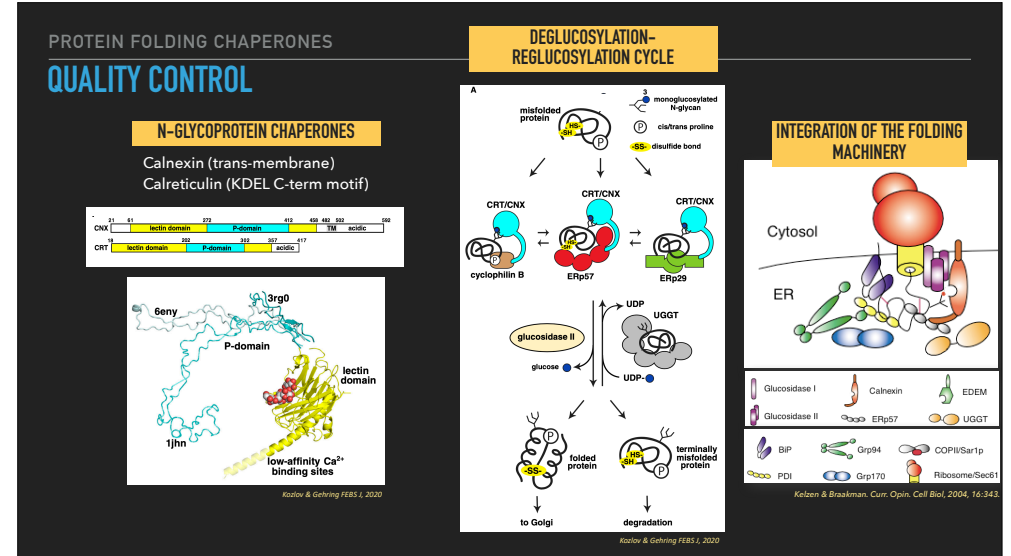 PROTEIN FOLDING CHAPERONES
QUALITY CONTROL
N-GLYCOPROTEIN CHAPERONES
Calnexin (trans-membrane)
Calreticulin (KDEL C-term motif)
21 61 272 412 458 482 502 592
CNX lectin domain P-domain TM acidic
18 202 302 357 417
CRT lectin domain P-domain acidic
6eny
3rg0
P-domain
lectin
domain
1jhn
low-affinity Ca²⁺
binding sites
Kozlov & Gehring FEBS J, 2020
DEGLUCOSYLATION-
REGLUCOSYLATION CYCLE
A
3
monoglucosylated
N-glycan
misfolded
protein
HS-
-SH
P
P cis/trans proline
-SS- disulfide bond
CRT/CNX
CRT/CNX
CRT/CNX
HS-
-SH
P
cyclophilin B
ERp57
ERp29
UDP
UGGT
glucosidase II
glucose
UDP-
P
-SS-
folded
protein
HS-
-SH
P
terminally
misfolded
protein
to Golgi
degradation
Kozlov & Gehring FEBS J, 2020
INTEGRATION OF THE FOLDING
MACHINERY
Cytosol
ER
Glucosidase I Calnexin EDEM
Glucosidase II ERp57 UGGT
BiP Grp94 COPII/Sar1p
PDI Grp170 Ribosome/Sec61
Kelzen & Braakman. Curr. Opin. Cell Biol, 2004, 16:343.